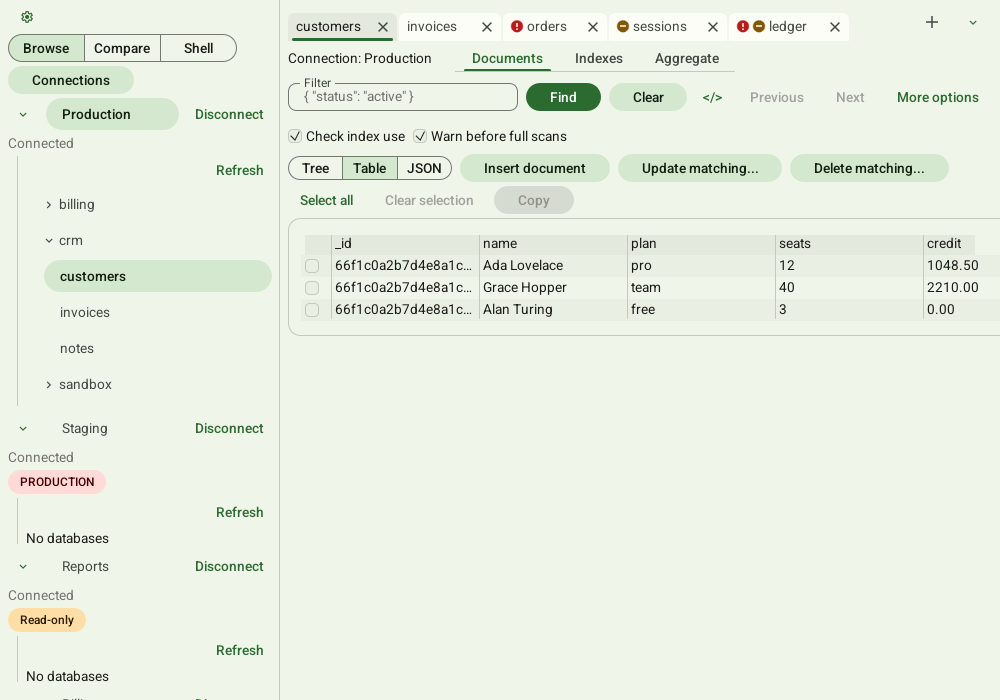 Browse Compare Shell
Connections
Production Disconnect
Connected
Refresh
billing
crm
customers
invoices
notes
sandbox
Staging Disconnect
Connected
PRODUCTION
Refresh
No databases
Reports Disconnect
Connected
Read-only
Refresh
No databases
customers invoices orders sessions ledger
Connection: Production Documents Indexes Aggregate
Filter
{ "status": "active" } Find Clear </> Previous Next More options
Check index use Warn before full scans
Tree Table JSON Insert document Update matching... Delete matching...
Select all Clear selection Copy
_id name plan seats credit
66f1c0a2b7d4e8a1c... Ada Lovelace pro 12 1048.50
66f1c0a2b7d4e8a1c... Grace Hopper team 40 2210.00
66f1c0a2b7d4e8a1c... Alan Turing free 3 0.00